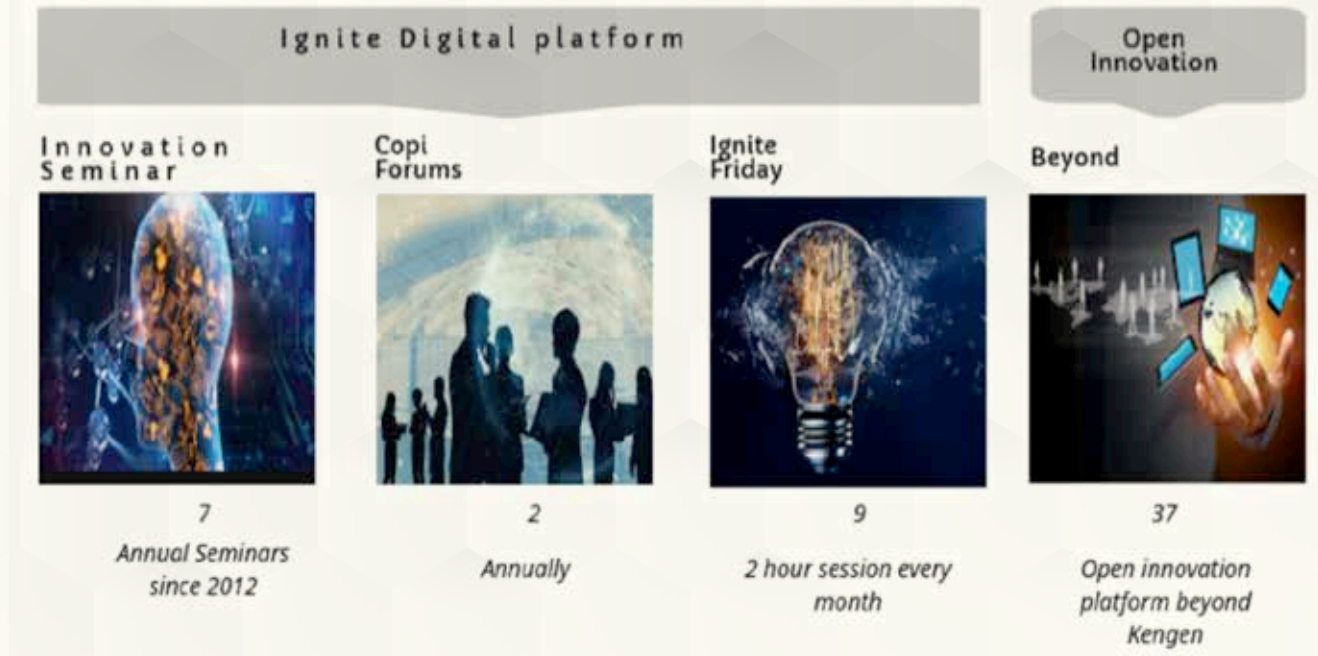 Ignite Digital platform
Open
Innovation
Innovation
Seminar
Copi
Forums
Ignite
Friday
Beyond
7
Annual Seminars
since 2012
2
Annually
9
2 hour session every
month
37
Open innovation
platform beyond
Kengen